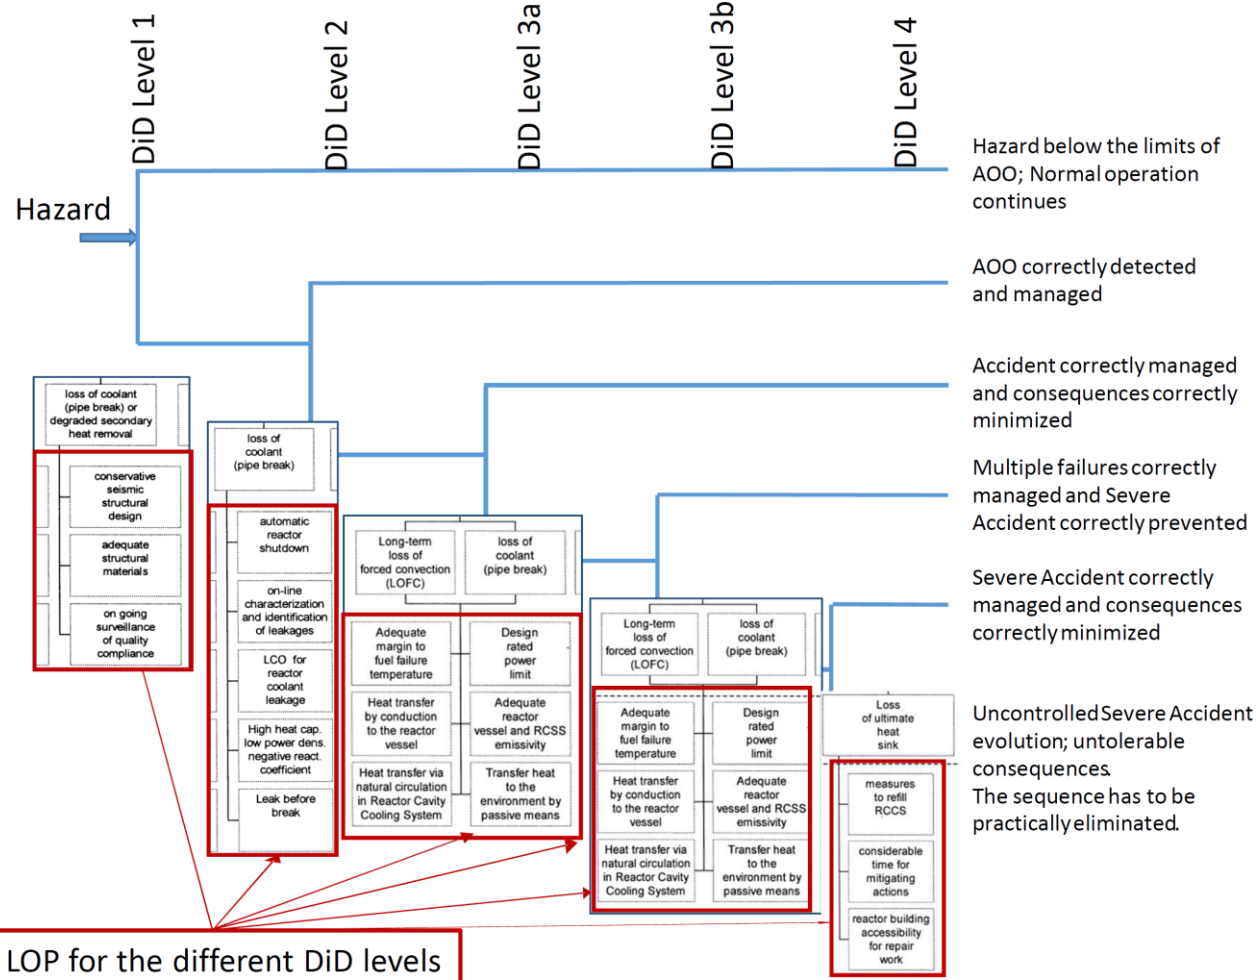 DiD Level 1
DiD Level 2
DiD Level 3a
DiD Level 3b
DiD Level 4
Hazard
Hazard below the limits of
AOO; Normal operation
continues
AOO correctly detected
and managed
Accident correctly managed
and consequences correctly
minimized
Multiple failures correctly
managed and Severe
Accident correctly prevented
Severe Accident correctly
managed and consequences
correctly minimized
Uncontrolled Severe Accident
evolution; untolerable
consequences.
The sequence has to be
practically eliminated.
loss of coolant
(pipe break) or
degraded secondary
heat removal
conservative
seismic
structural
design
adequate
structural
materials
on going
surveillance
of quality
compliance
loss of
coolant
(pipe break)
automatic
reactor
shutdown
on-line
characterization
and identification
of leakages
LCO for
reactor
coolant
leakage
High heat cap.
low power dens.
negative react.
coefficient
Leak before
break
Long-term
loss of
forced convection
(LOFC)
loss of
coolant
(pipe break)
Adequate
margin to
fuel failure
temperature
Design
rated
power
limit
Heat transfer
by conduction
to the reactor
vessel
Adequate
reactor
vessel and RCSS
emissivity
Heat transfer via
natural circulation
in Reactor Cavity
Cooling System
Transfer heat
to the
environment by
passive means
Long-term
loss of
forced convection
(LOFC)
loss of
coolant
(pipe break)
Adequate
margin to
fuel failure
temperature
Design
rated
power
limit
Heat transfer
by conduction
to the reactor
vessel
Adequate
reactor
vessel and RCSS
emissivity
Heat transfer via
natural circulation
in Reactor Cavity
Cooling System
Transfer heat
to the
environment by
passive means
Loss
of ultimate
heat
sink
measures
to refill
RCCS
considerable
time for
mitigating
actions
reactor building
accessibility
for repair
work
LOP for the different DiD levels